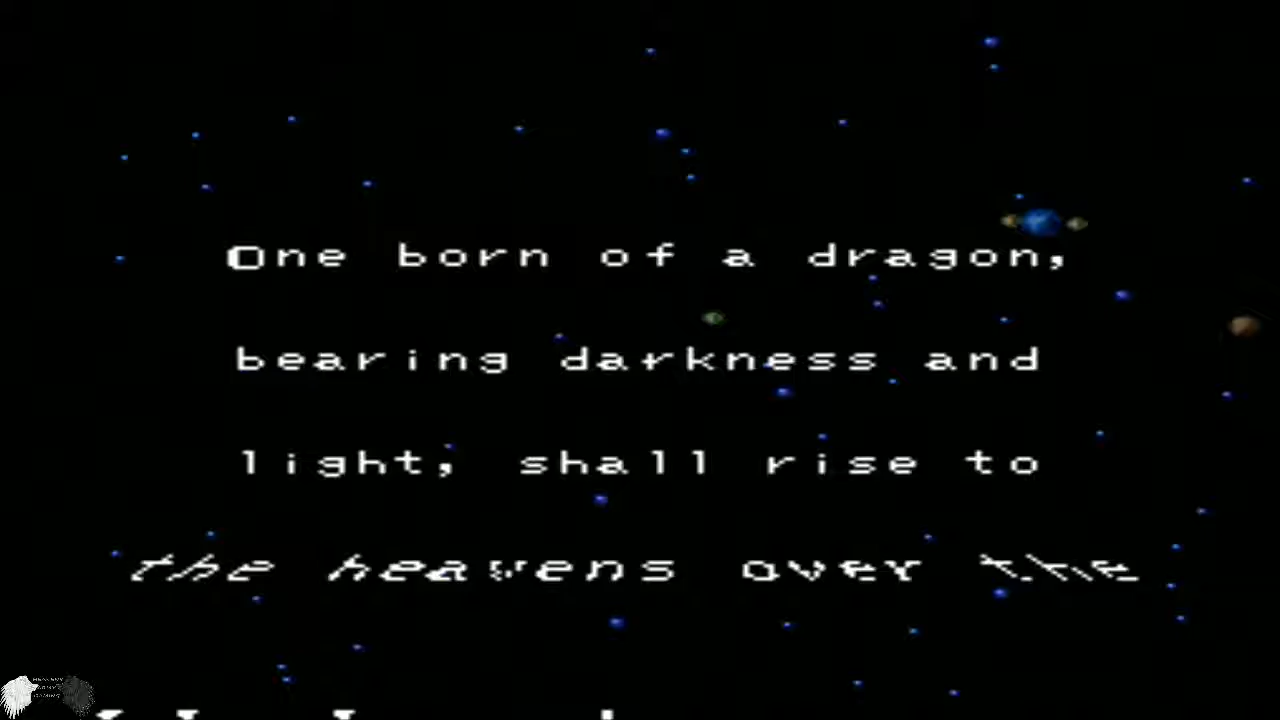 One born of a dragon,
bearing darkness and
light, shall rise to
the heavens over the